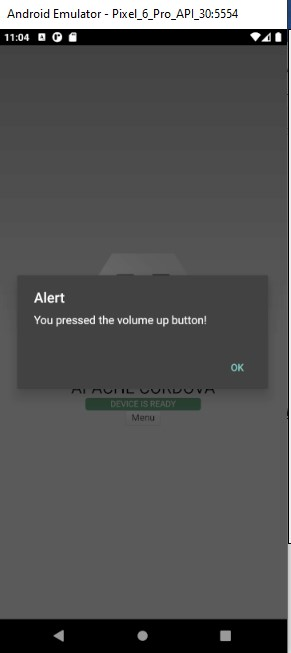 Android Emulator - Pixel_6_Pro_API_30:5554
11:04
Alert
You pressed the volume up button!
OK
APACHE CORDOVA
DEVICE IS READY
Menu